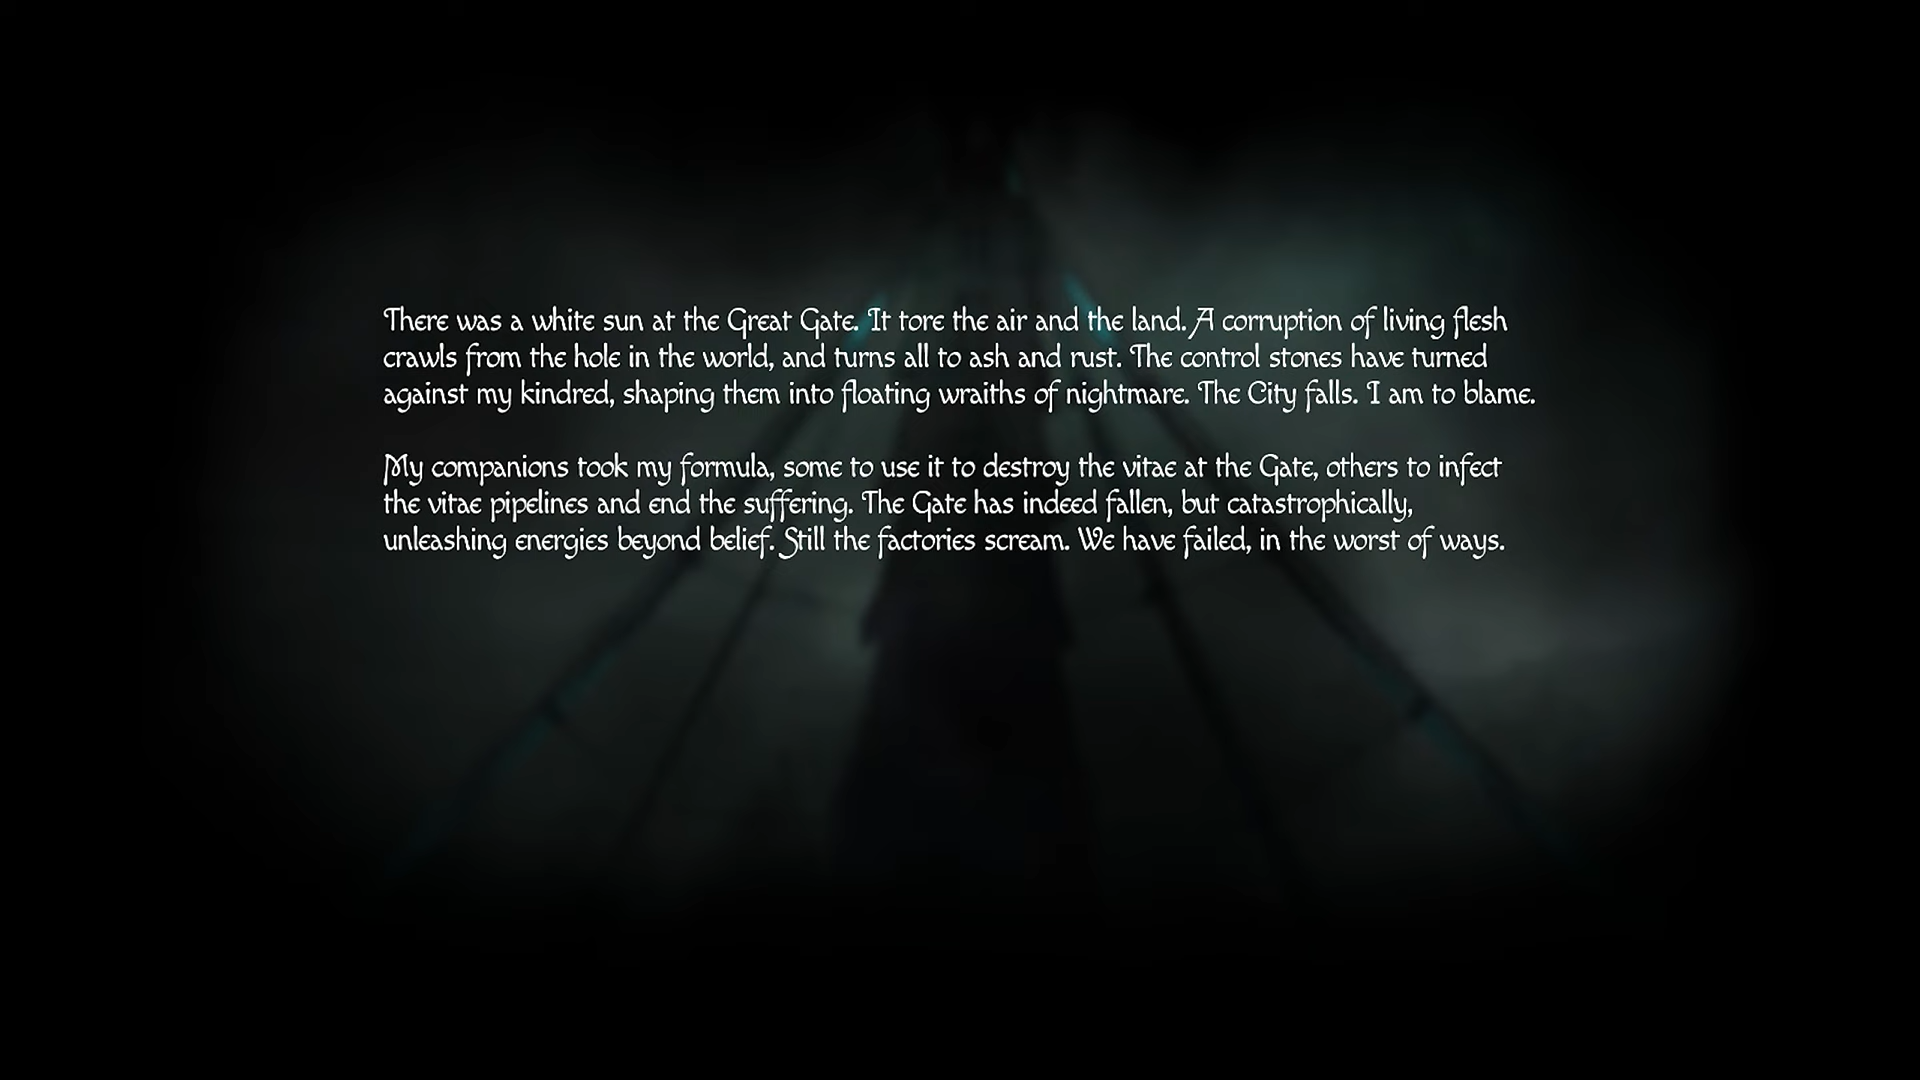 There was a white sun at the Great Gate. It tore the air and the land. A corruption of living flesh
crawls from the hole in the world, and turns all to ash and rust. The control stones have turned
against my kindred, shaping them into floating wraiths of nightmare. The City falls. I am to blame.
My companions took my formula, some to use it to destroy the vitae at the Gate, others to infect
the vitae pipelines and end the suffering. The Gate has indeed fallen, but catastrophically,
unleashing energies beyond belief. Still the factories scream. We have failed, in the worst of ways.